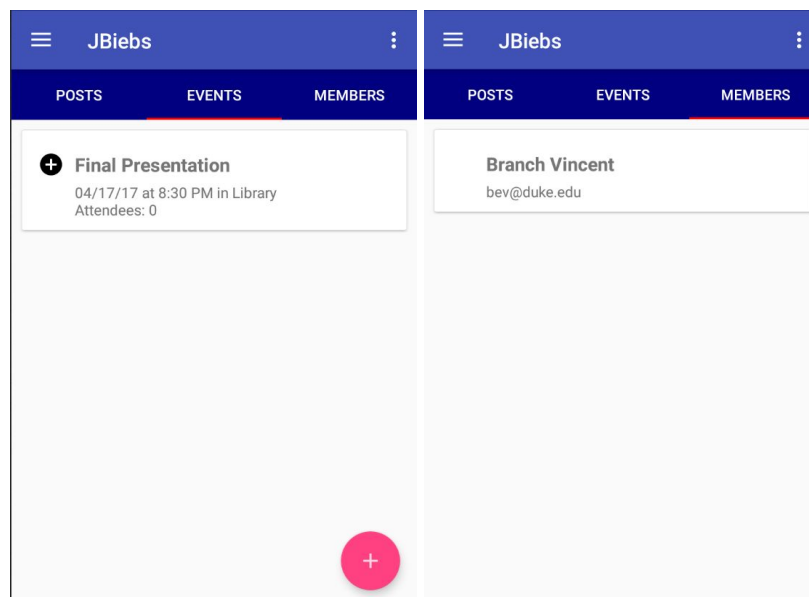 JBiebs
POSTS EVENTS MEMBERS
Final Presentation
04/17/17 at 8:30 PM in Library
Attendees: 0
JBiebs
POSTS EVENTS MEMBERS
Branch Vincent
bev@duke.edu